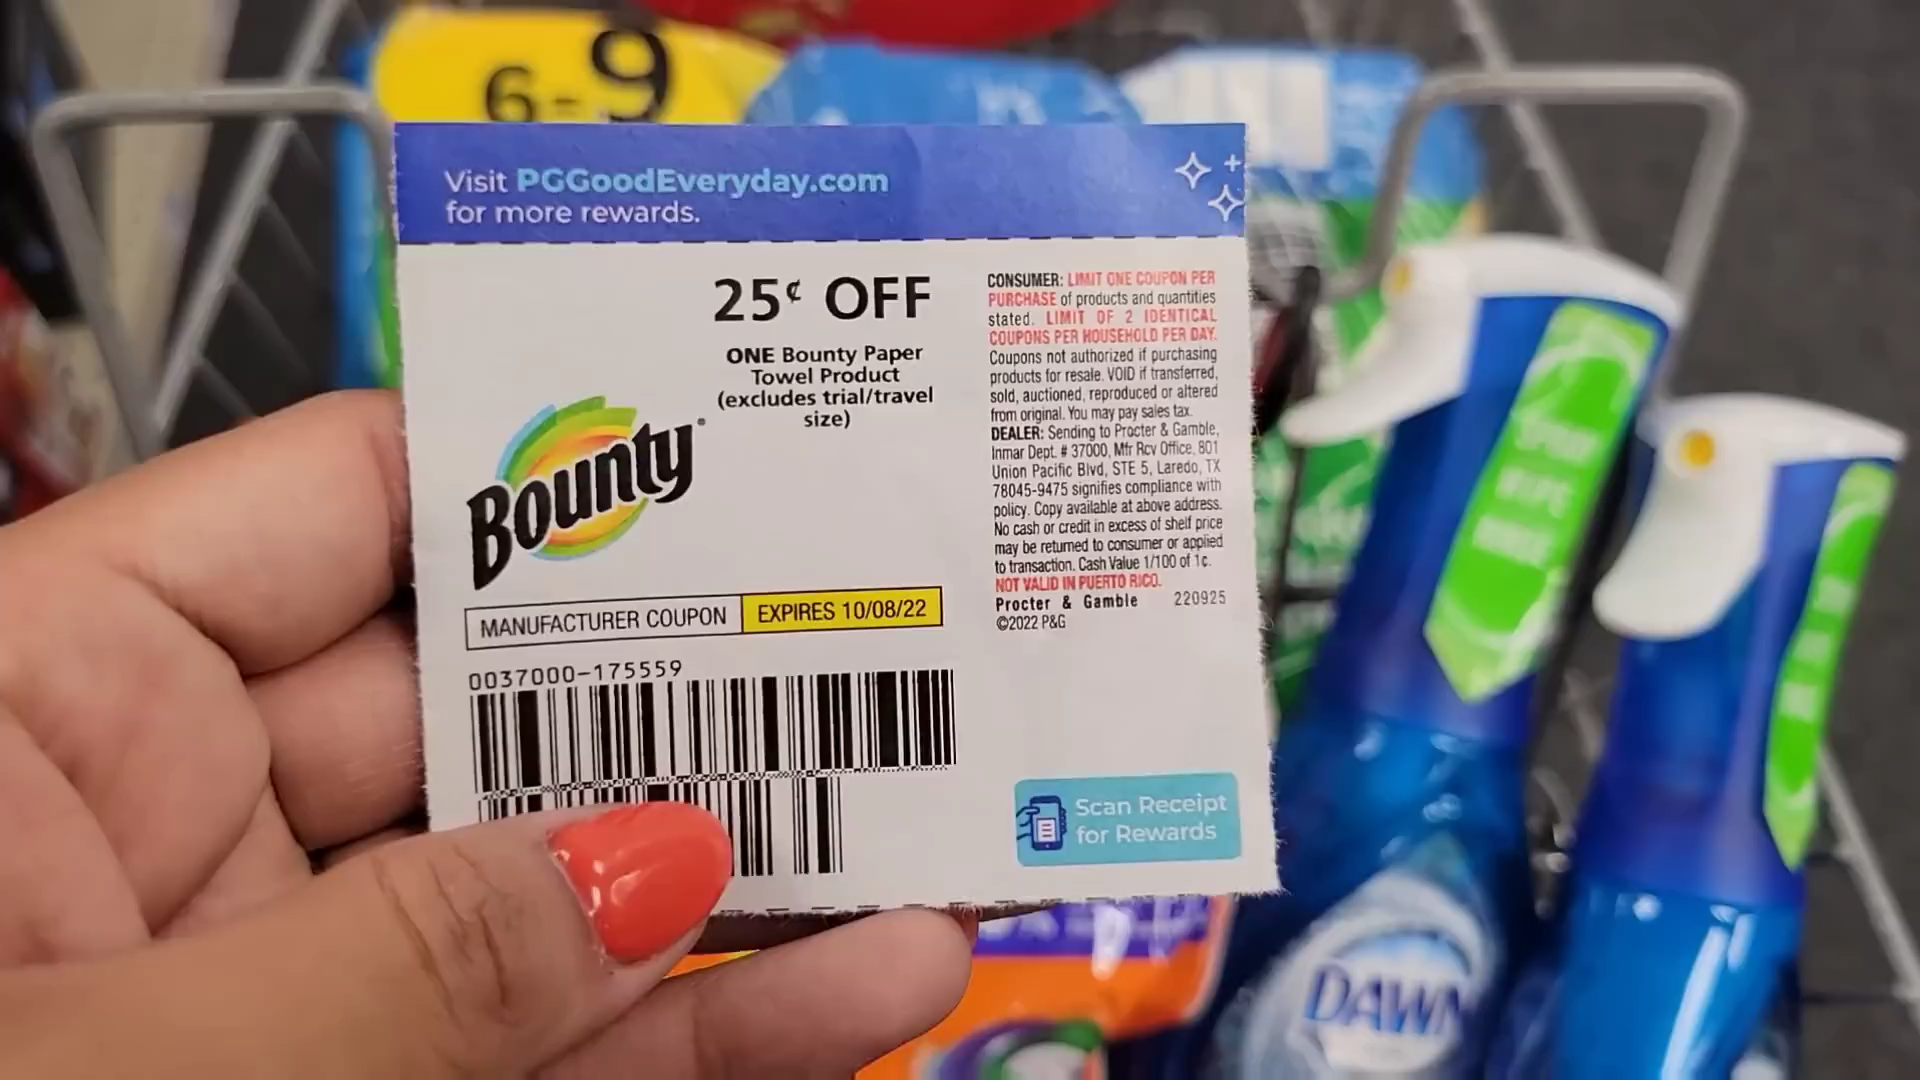 6-9
Visit PGGoodEveryday.com
for more rewards.
25¢ OFF
ONE Bounty Paper
Towel Product
(excludes trial/travel
size)
Bounty
MANUFACTURER COUPON
EXPIRES 10/08/22
0037000-175559
CONSUMER: LIMIT ONE COUPON PER
PURCHASE of products and quantities
stated. LIMIT OF 2 IDENTICAL
COUPONS PER HOUSEHOLD PER DAY.
Coupons not authorized if purchasing
products for resale. VOID if transferred,
sold, auctioned, reproduced or altered
from original. You may pay sales tax.
DEALER: Sending to Procter & Gamble,
Inmar Dept. # 37000, Mfr Rcv Office, 801
Union Pacific Blvd, STE 5, Laredo, TX
78045-9475 signifies compliance with
policy. Copy available at above address.
No cash or credit in excess of shelf price
may be returned to consumer or applied
to transaction. Cash Value 1/100 of 1¢.
NOT VALID IN PUERTO RICO.
Procter & Gamble 220925
©2022 P&G
Scan Receipt
for Rewards
SPRAY
WIPE
RINSE
DAWN